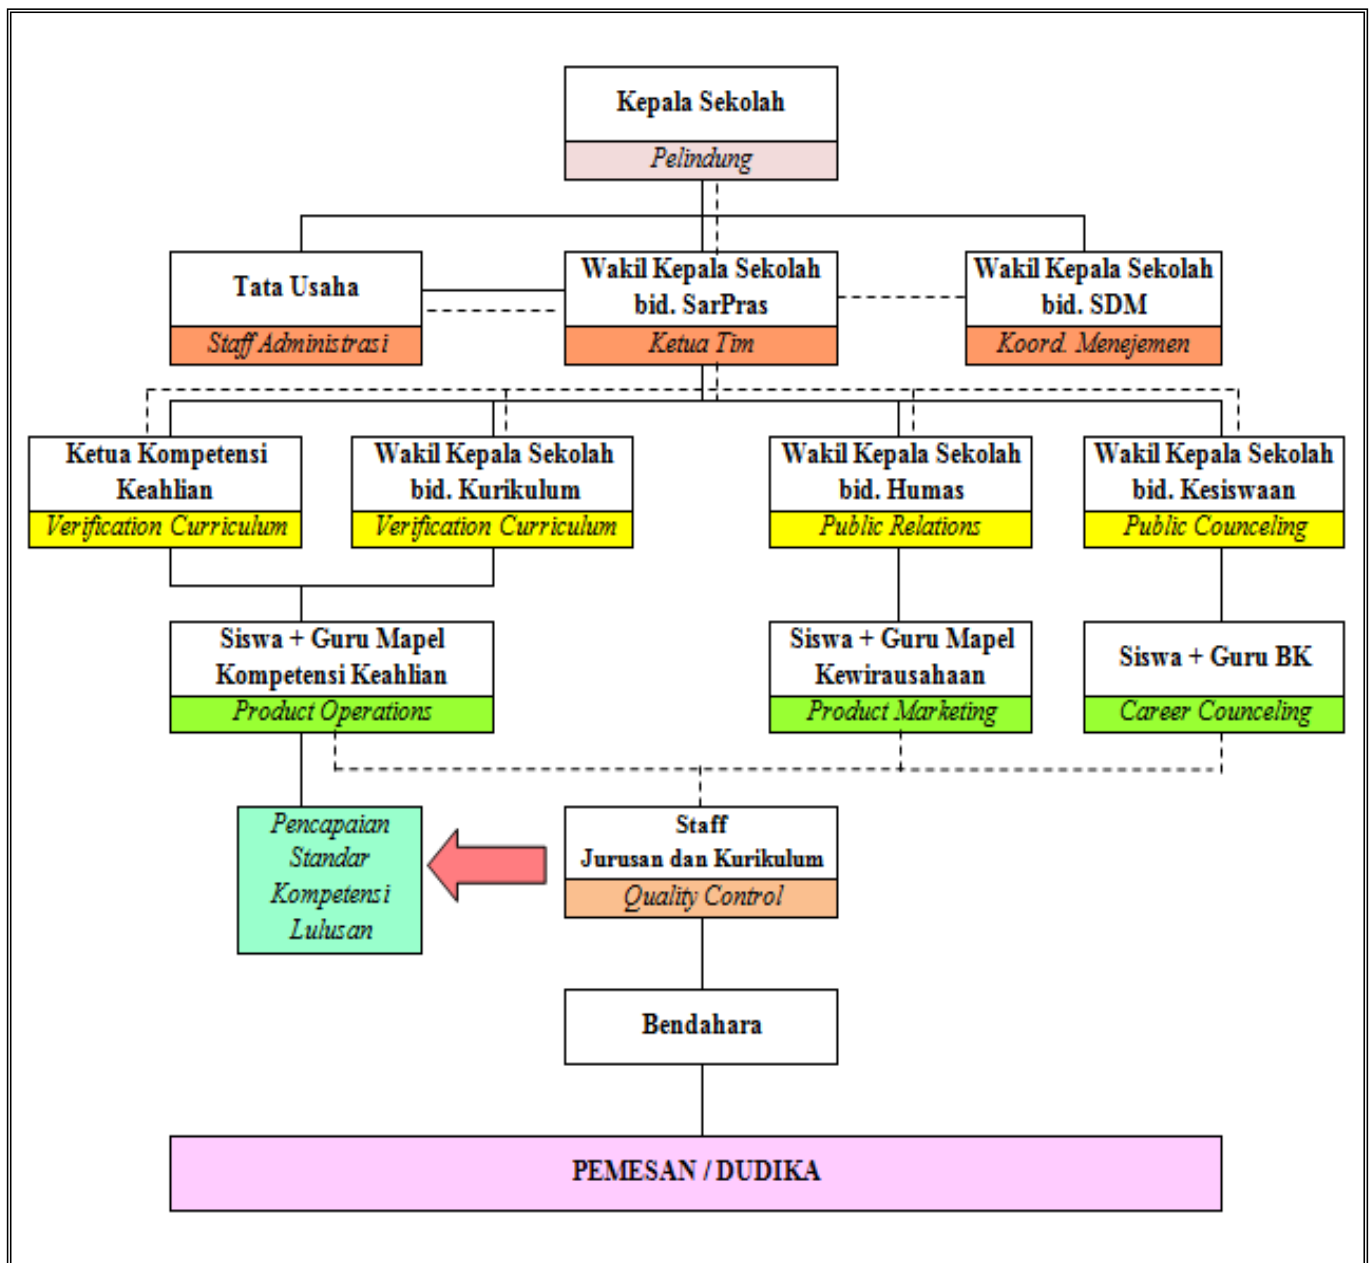 Kepala Sekolah
Pelindung
Tata Usaha
Staff Administrasi
Wakil Kepala Sekolah
bid. SarPras
Ketua Tim
Wakil Kepala Sekolah
bid. SDM
Koord. Menejemen
Ketua Kompetensi
Keahlian
Verification Curriculum
Wakil Kepala Sekolah
bid. Kurikulum
Verification Curriculum
Wakil Kepala Sekolah
bid. Humas
Public Relations
Wakil Kepala Sekolah
bid. Kesiswaan
Public Counceling
Siswa + Guru Mapel
Kompetensi Keahlian
Product Operations
Siswa + Guru Mapel
Kewirausahaan
Product Marketing
Siswa + Guru BK
Career Counceling
Pencapaian
Standar
Kompetensi
Lulusan
Staff
Jurusan dan Kurikulum
Quality Control
Bendahara
PEMESAN / DUDIKA